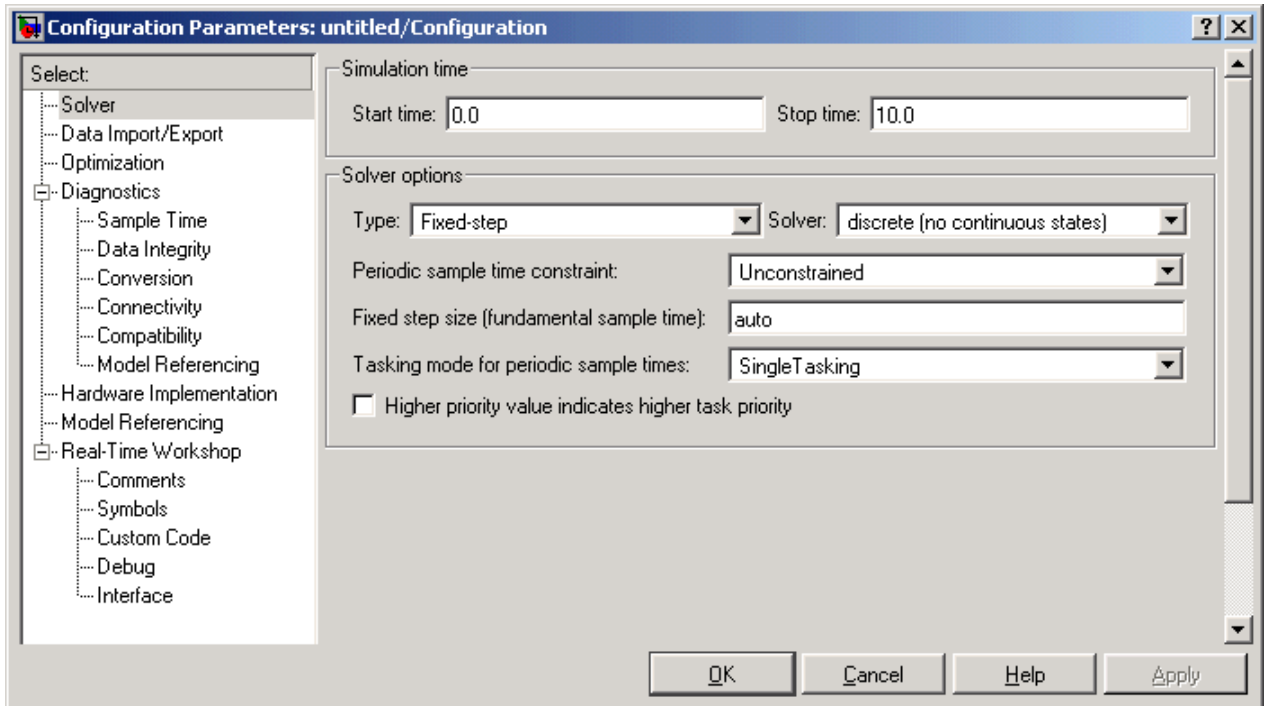 Configuration Parameters: untitled/Configuration
Select:
Solver
Data Import/Export
Optimization
Diagnostics
Sample Time
Data Integrity
Conversion
Connectivity
Compatibility
Model Referencing
Hardware Implementation
Model Referencing
Real-Time Workshop
Comments
Symbols
Custom Code
Debug
Interface
Simulation time
Start time: 0.0 Stop time: 10.0
Solver options
Type: Fixed-step Solver: discrete (no continuous states)
Periodic sample time constraint: Unconstrained
Fixed step size (fundamental sample time): auto
Tasking mode for periodic sample times: SingleTasking
Higher priority value indicates higher task priority
OK Cancel Help Apply